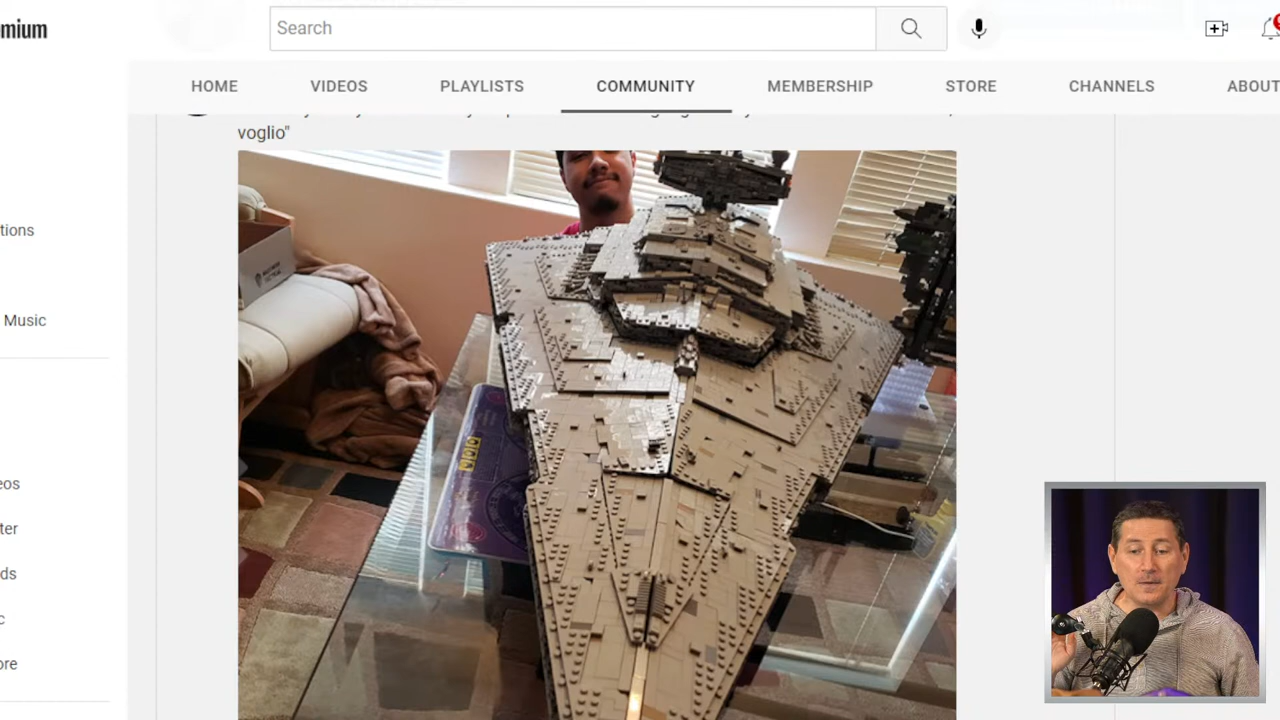 mium
Search
HOME
VIDEOS
PLAYLISTS
COMMUNITY
MEMBERSHIP
STORE
CHANNELS
ABOUT
voglio"
tions
Music
eos
ter
ds
c
ore